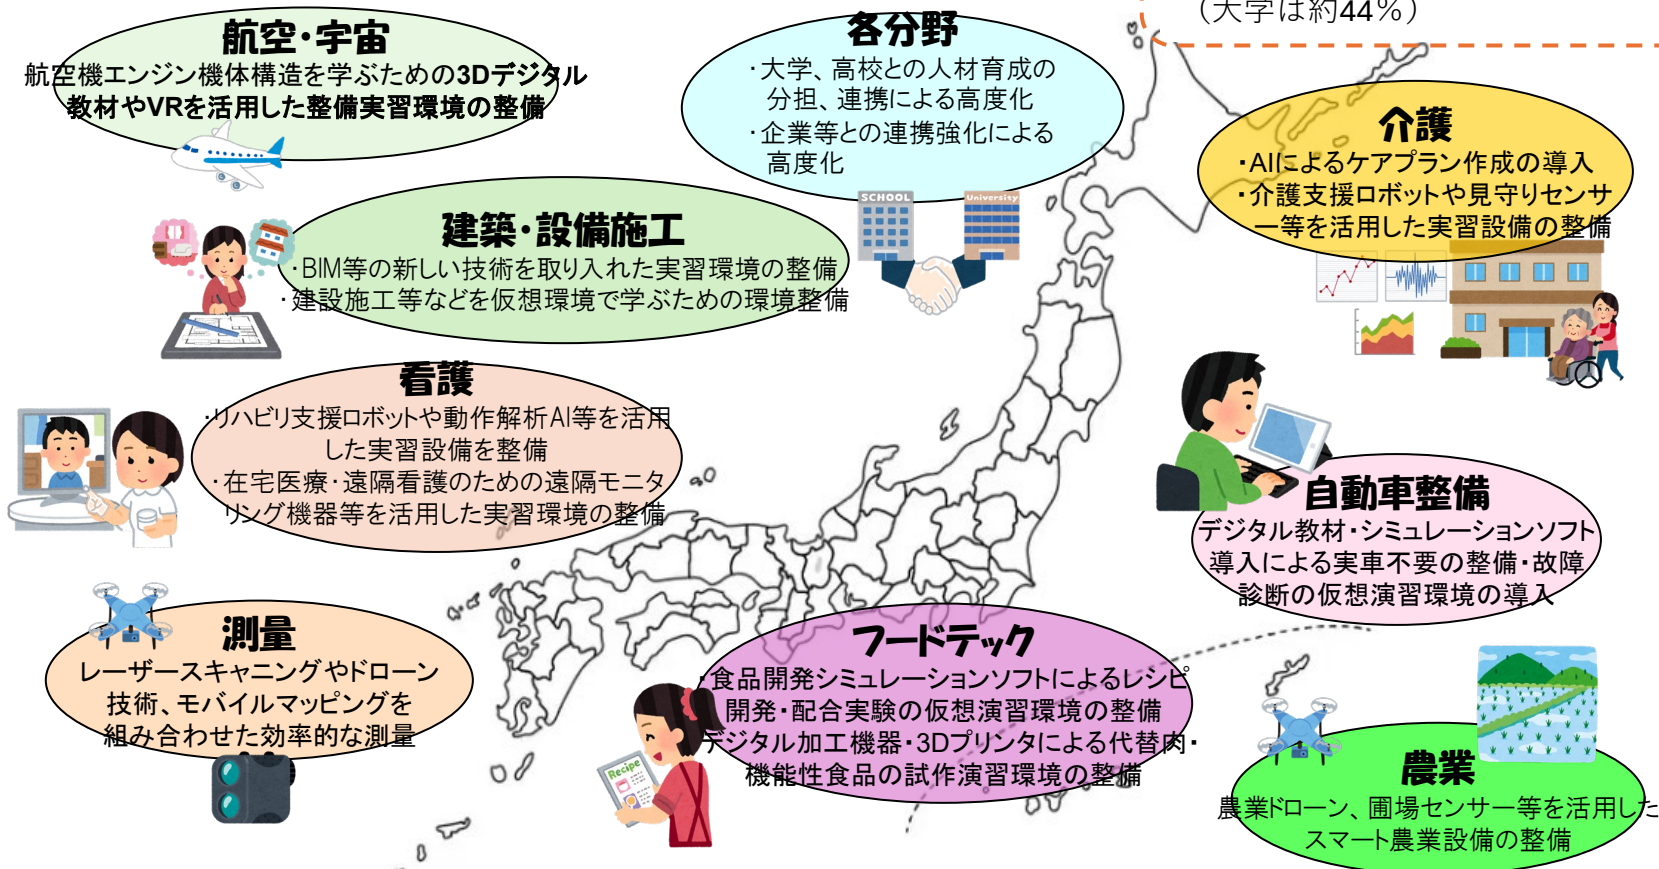 （大学は約44％）
航空・宇宙
航空機エンジン機体構造を学ぶための3Dデジタル
教材やVRを活用した整備実習環境の整備
各分野
・大学、高校との人材育成の
分担、連携による高度化
・企業等との連携強化による
高度化
SCHOOL
University
介護
・AIによるケアプラン作成の導入
・介護支援ロボットや見守りセンサ
ー等を活用した実習設備の整備
建築・設備施工
・BIM等の新しい技術を取り入れた実習環境の整備
・建設施工等などを仮想環境で学ぶための環境整備
看護
・リハビリ支援ロボットや動作解析AI等を活用
した実習設備を整備
・在宅医療・遠隔看護のための遠隔モニタ
リング機器等を活用した実習環境の整備
自動車整備
デジタル教材・シミュレーションソフト
導入による実車不要の整備・故障
診断の仮想演習環境の導入
測量
レーザースキャニングやドローン
技術、モバイルマッピングを
組み合わせた効率的な測量
フードテック
・食品開発シミュレーションソフトによるレシピ
開発・配合実験の仮想演習環境の整備
デジタル加工機器・3Dプリンタによる代替肉・
機能性食品の試作演習環境の整備
Recipe
農業
農業ドローン、圃場センサー等を活用した
スマート農業設備の整備